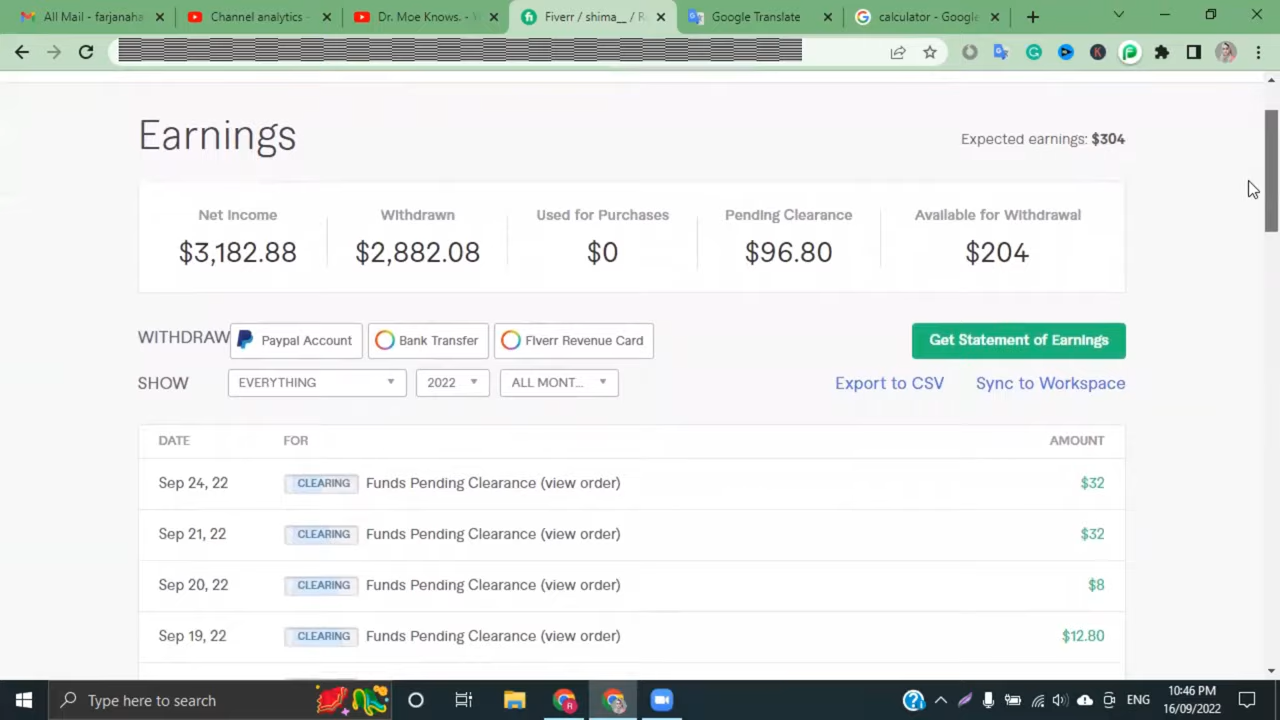 All Mail - farjanaha
Channel analytics -
Dr. Moe Knows. -
Fiverr / shima__ / R
Google Translate
calculator - Google
Earnings
Expected earnings: $304
Net Income
Withdrawn
Used for Purchases
Pending Clearance
Available for Withdrawal
$3,182.88
$2,882.08
$0
$96.80
$204
WITHDRAW
Paypal Account
Bank Transfer
Fiverr Revenue Card
Get Statement of Earnings
SHOW
EVERYTHING
2022
ALL MONT...
Export to CSV
Sync to Workspace
DATE
FOR
AMOUNT
Sep 24, 22
CLEARING
Funds Pending Clearance (view order)
$32
Sep 21, 22
CLEARING
Funds Pending Clearance (view order)
$32
Sep 20, 22
CLEARING
Funds Pending Clearance (view order)
$8
Sep 19, 22
CLEARING
Funds Pending Clearance (view order)
$12.80
Type here to search
ENG
10:46 PM
16/09/2022